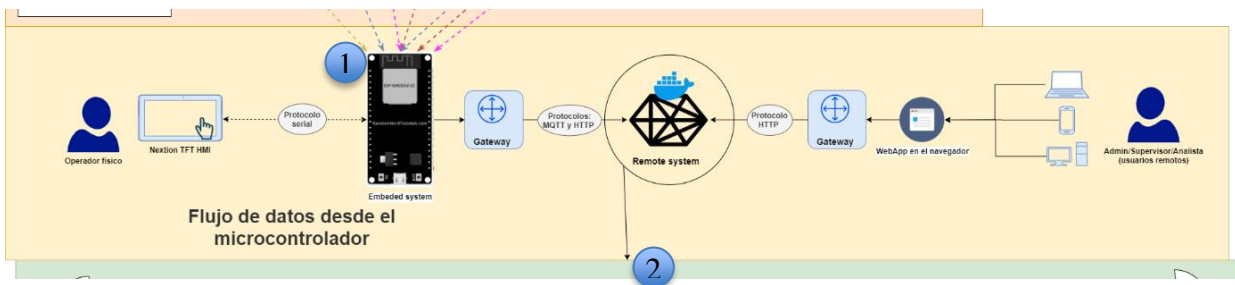 1
Protocolo
serial
Operador físico
Nextion TFT HMI
Embeded system
Gateway
Protocolos:
MQTT y HTTP
Remote system
Protocolo
HTTP
Gateway
WebApp en el navegador
Admin/Supervisor/Analista
(usuarios remotos)
Flujo de datos desde el
microcontrolador
2